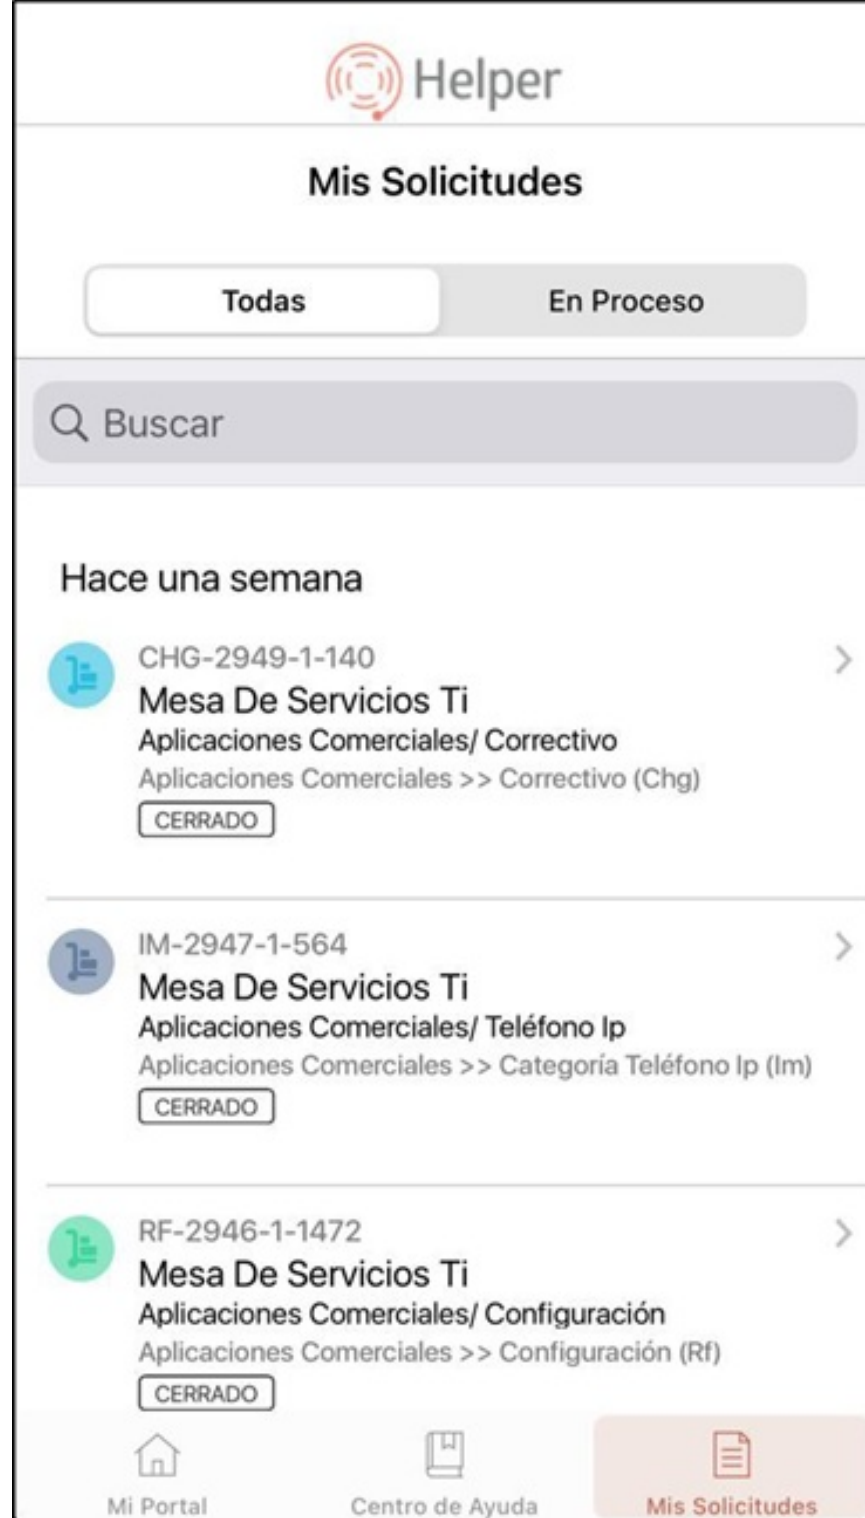 Helper
Mis Solicitudes
Todas
En Proceso
Buscar
Hace una semana
CHG-2949-1-140
Mesa De Servicios Ti
Aplicaciones Comerciales/ Correctivo
Aplicaciones Comerciales >> Correctivo (Chg)
CERRADO
IM-2947-1-564
Mesa De Servicios Ti
Aplicaciones Comerciales/ Teléfono Ip
Aplicaciones Comerciales >> Categoría Teléfono Ip (Im)
CERRADO
RF-2946-1-1472
Mesa De Servicios Ti
Aplicaciones Comerciales/ Configuración
Aplicaciones Comerciales >> Configuración (Rf)
CERRADO
Mi Portal
Centro de Ayuda
Mis Solicitudes